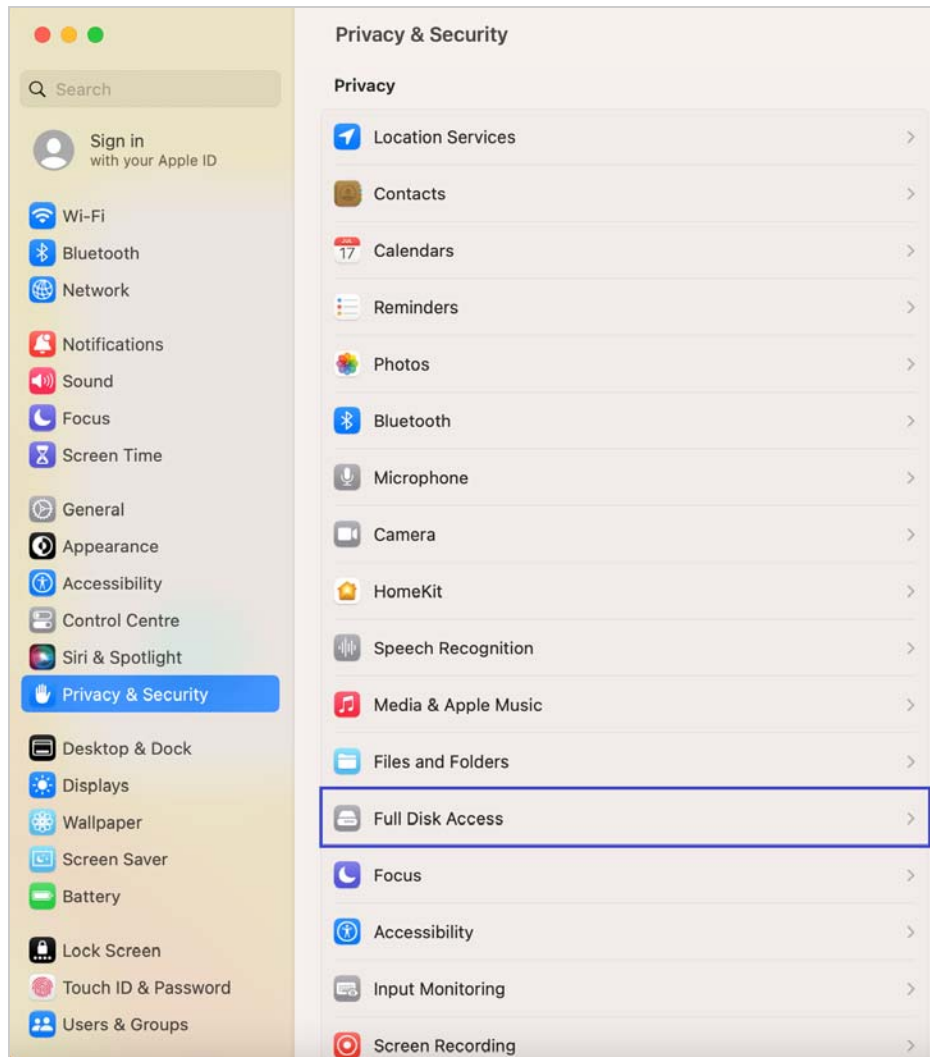 Privacy & Security
Search
Sign in
with your Apple ID
Wi-Fi
Bluetooth
Network
Notifications
Sound
Focus
Screen Time
General
Appearance
Accessibility
Control Centre
Siri & Spotlight
Privacy & Security
Desktop & Dock
Displays
Wallpaper
Screen Saver
Battery
Lock Screen
Touch ID & Password
Users & Groups
Privacy
Location Services
Contacts
JUL
17
Calendars
Reminders
Photos
Bluetooth
Microphone
Camera
HomeKit
Speech Recognition
Media & Apple Music
Files and Folders
Full Disk Access
Focus
Accessibility
Input Monitoring
Screen Recording